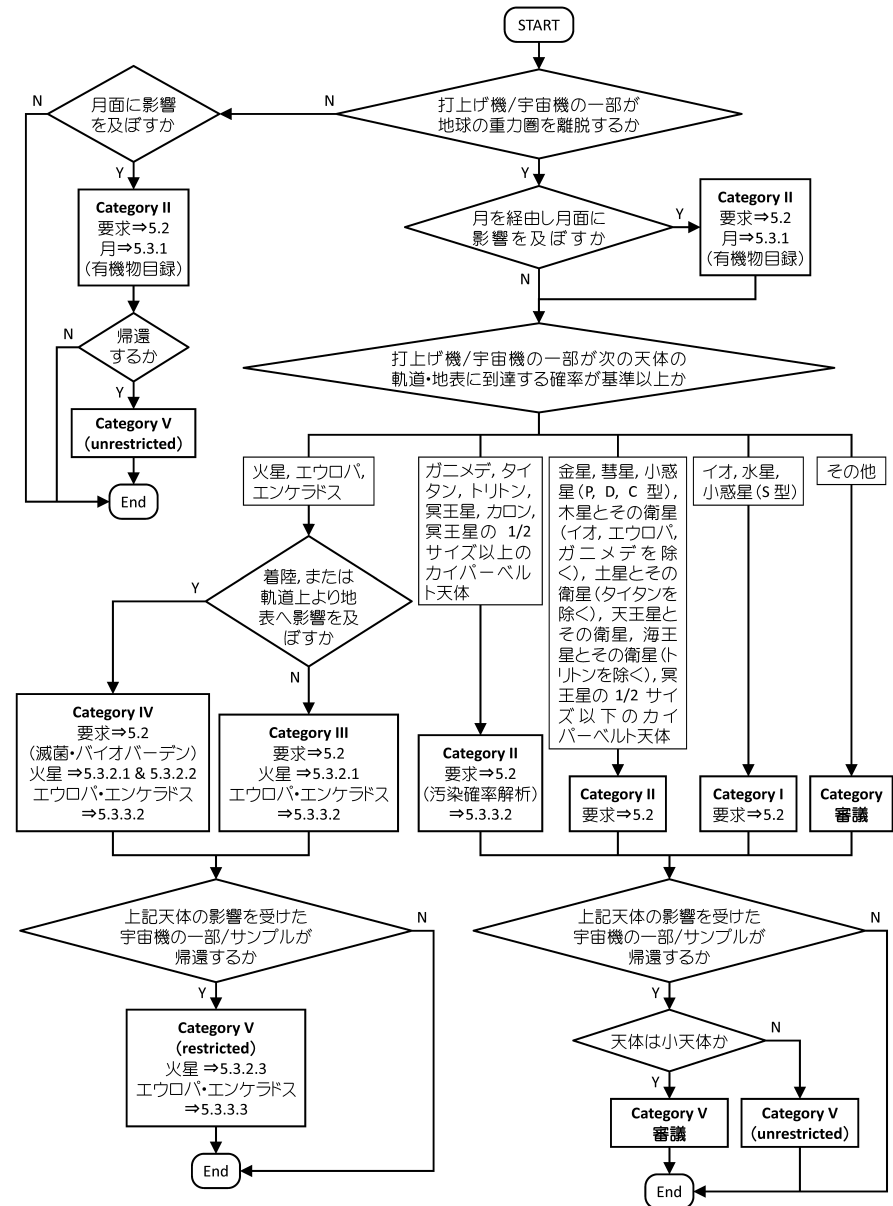 START
打上げ機/宇宙機の一部が
地球の重力圏を離脱するか
N
Y
月面に影響
を及ぼすか
N
Y
Category II
要求⇒5.2
月⇒5.3.1
(有機物目録)
帰還
するか
N
Y
Category V
(unrestricted)
End
月を経由し月面に
影響を及ぼすか
Y
N
Category II
要求⇒5.2
月⇒5.3.1
(有機物目録)
打上げ機/宇宙機の一部が次の天体の
軌道・地表に到達する確率が基準以上か
火星, エウロパ,
エンケラドス
ガニメデ, タイ
タン, トリトン,
冥王星, カロン,
冥王星の 1/2
サイズ以上の
カイパーベルト
天体
金星, 彗星, 小惑
星(P, D, C 型),
木星とその衛星
(イオ, エウロパ,
ガニメデを除
く), 土星とその
衛星(タイタンを
除く), 天王星と
その衛星, 海王
星とその衛星(ト
リトンを除く), 冥
王星の 1/2 サイ
ズ以下のカイ
パーベルト天体
イオ, 水星,
小惑星(S 型)
その他
着陸, または
軌道上より地
表へ影響を及
ぼすか
Y
N
Category IV
要求⇒5.2
(滅菌・バイオバーデン)
火星 ⇒5.3.2.1 & 5.3.2.2
エウロパ・エンケラドス
⇒5.3.3.2
Category III
要求⇒5.2
火星 ⇒5.3.2.1
エウロパ・エンケラドス
⇒5.3.3.2
Category II
要求⇒5.2
(汚染確率解析)
⇒5.3.3.2
Category II
要求⇒5.2
Category I
要求⇒5.2
Category
審議
上記天体の影響を受けた
宇宙機の一部/サンプルが
帰還するか
N
Y
Category V
(restricted)
火星 ⇒5.3.2.3
エウロパ・エンケラドス
⇒5.3.3.3
End
上記天体の影響を受けた
宇宙機の一部/サンプルが
帰還するか
N
Y
天体は小天体か
N
Y
Category V
審議
Category V
(unrestricted)
End